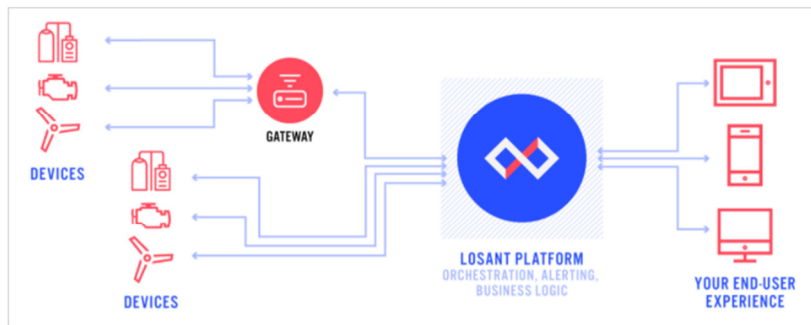 GATEWAY
DEVICES
DEVICES
LOSANT PLATFORM
ORCHESTRATION, ALERTING,
BUSINESS LOGIC
YOUR END-USER
EXPERIENCE